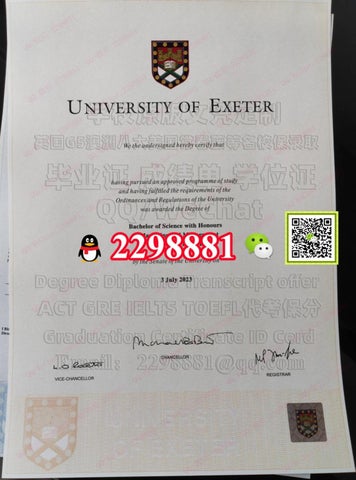 UNIVERSITY OF EXETER
We the undersigned hereby certify that
毕业证 成绩单 学位证
having pursued an approved programme of study
and having fulfilled the requirements of the
Ordinances and Regulations of the University
was awarded the Degree of
QQ/WeChat
Bachelor of Science with Honours
2298881
by the Senate of the University on
3 July 2023
Degree Diploma Transcript offer
ACT GRE IELTS TOEFL代考保分
Graduation Certificate ID Card
CHANCELLOR
Email: 2298881@qq.com
VICE-CHANCELLOR
REGISTRAR
UNIVERSITY
OF EXETER